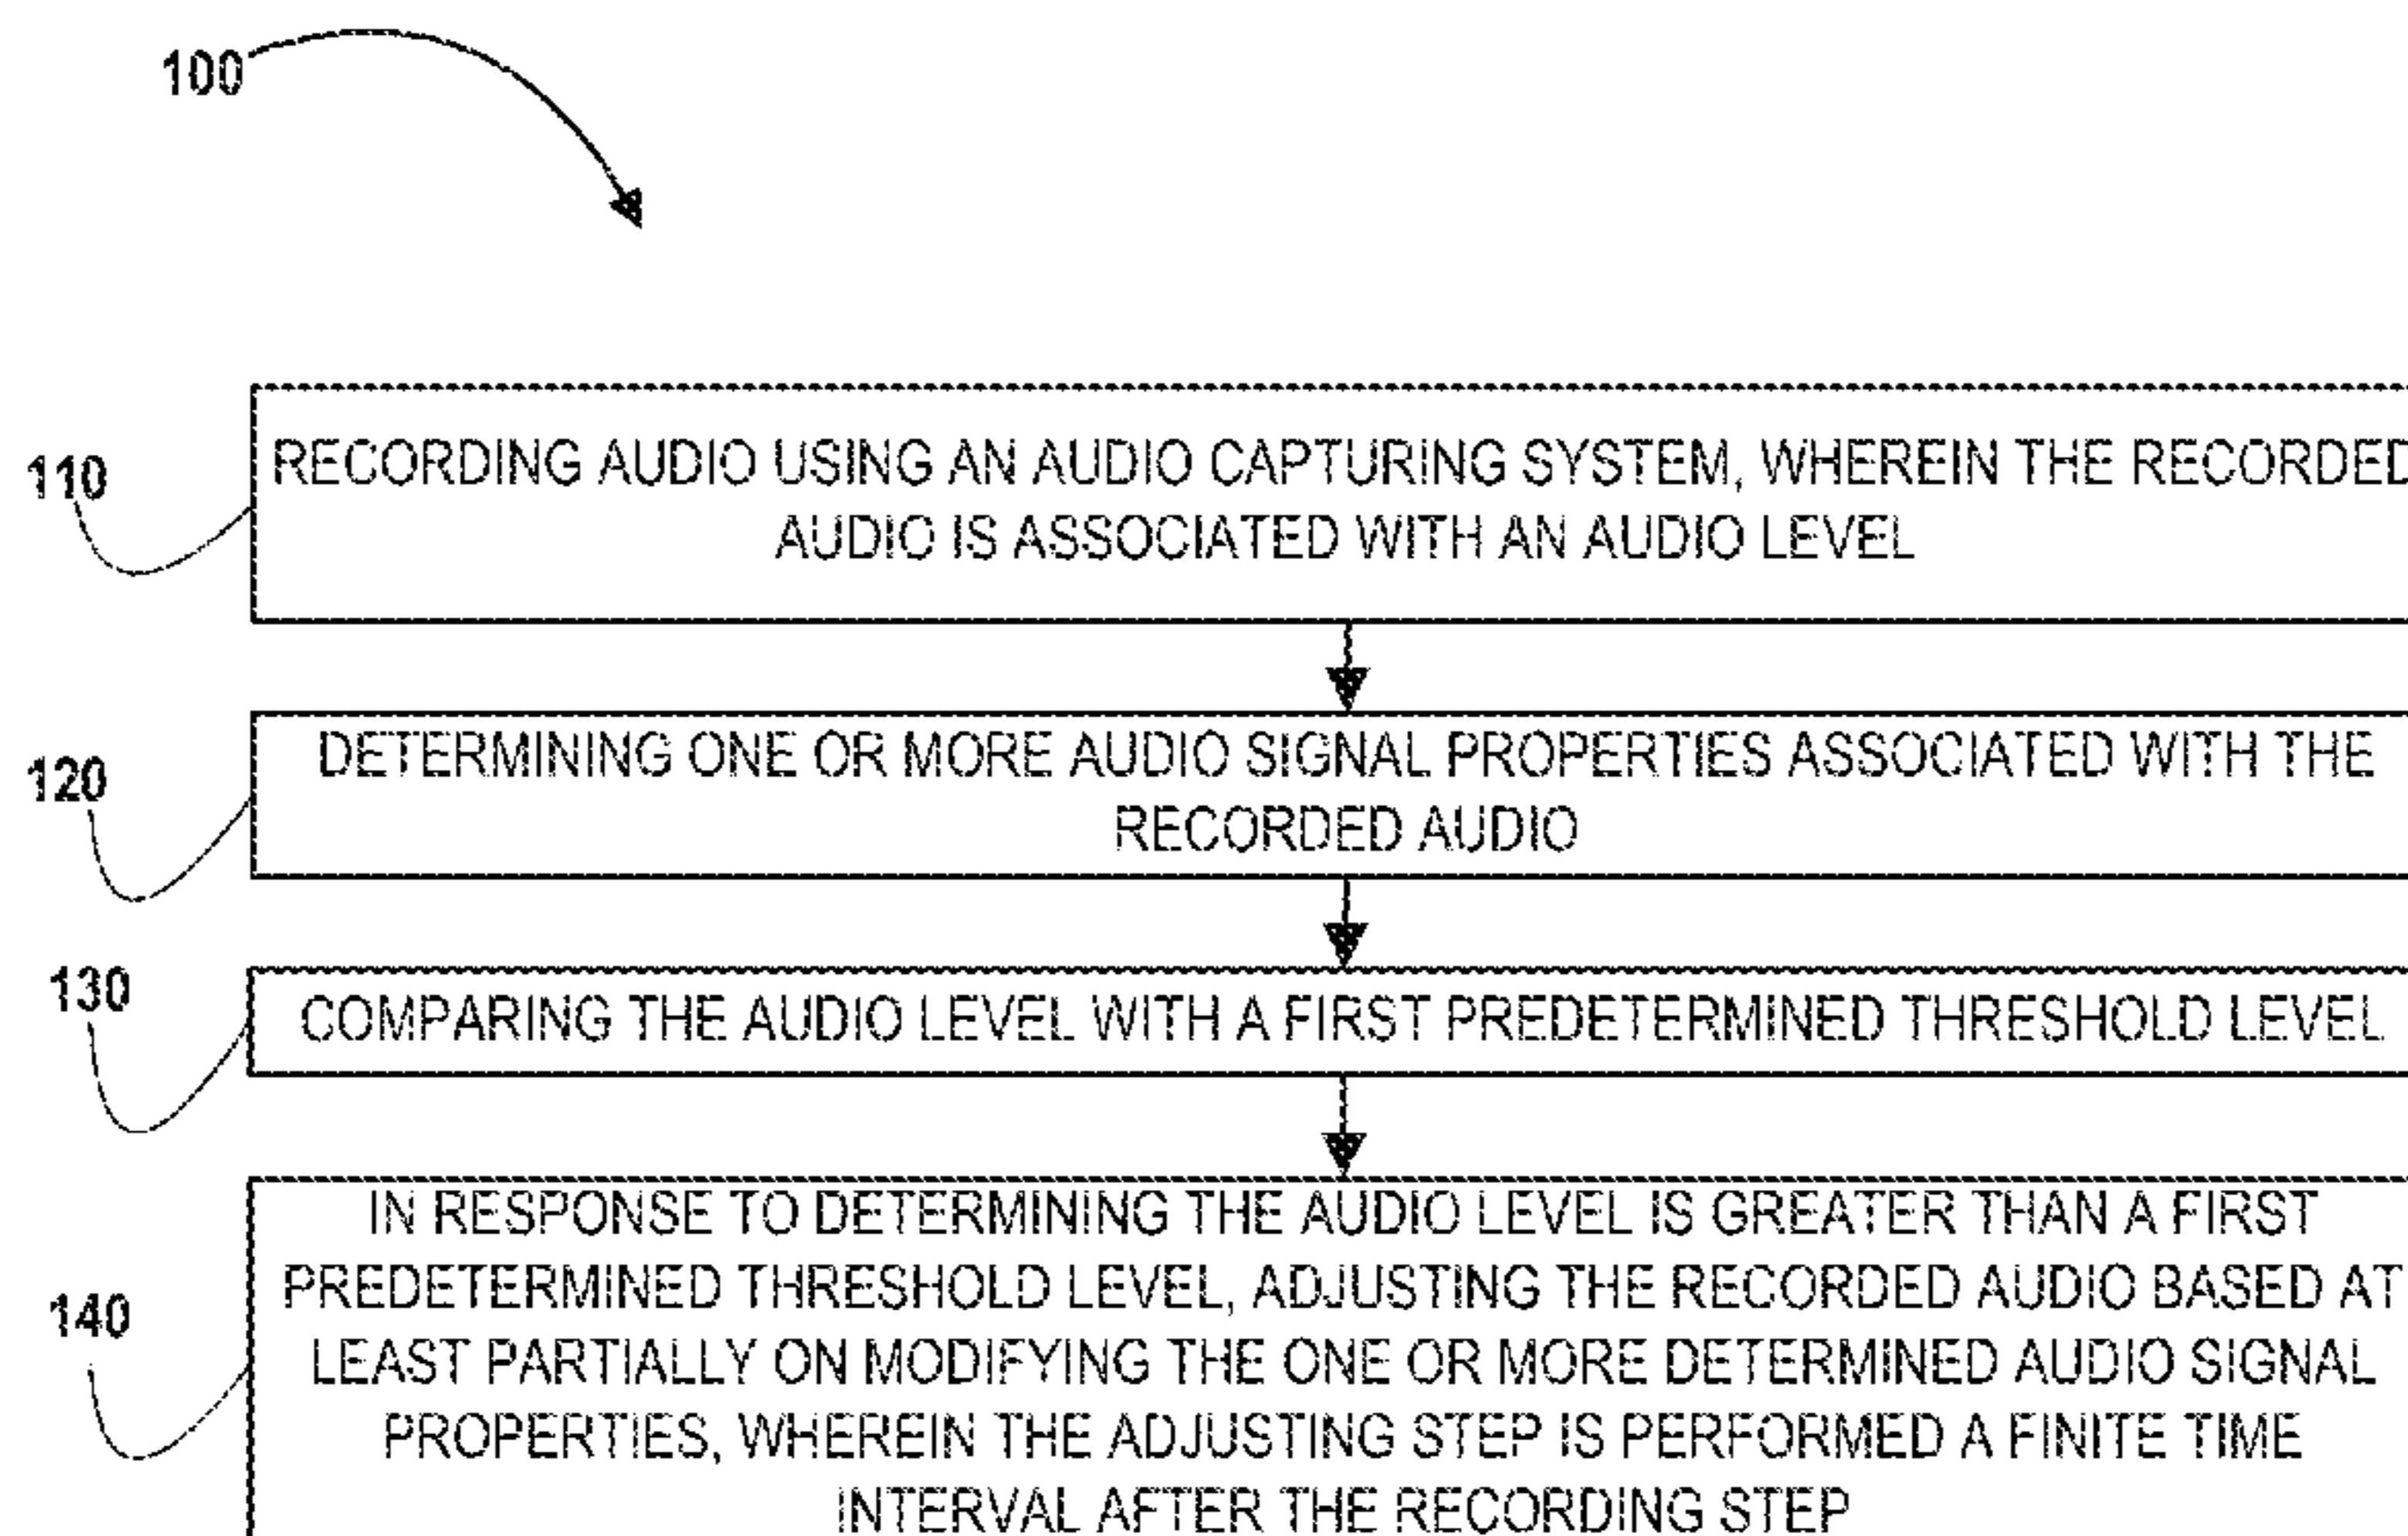 100
110
RECORDING AUDIO USING AN AUDIO CAPTURING SYSTEM, WHEREIN THE RECORDED
AUDIO IS ASSOCIATED WITH AN AUDIO LEVEL
120
DETERMINING ONE OR MORE AUDIO SIGNAL PROPERTIES ASSOCIATED WITH THE
RECORDED AUDIO
130
COMPARING THE AUDIO LEVEL WITH A FIRST PREDETERMINED THRESHOLD LEVEL
140
IN RESPONSE TO DETERMINING THE AUDIO LEVEL IS GREATER THAN A FIRST
PREDETERMINED THRESHOLD LEVEL, ADJUSTING THE RECORDED AUDIO BASED AT
LEAST PARTIALLY ON MODIFYING THE ONE OR MORE DETERMINED AUDIO SIGNAL
PROPERTIES, WHEREIN THE ADJUSTING STEP IS PERFORMED A FINITE TIME
INTERVAL AFTER THE RECORDING STEP